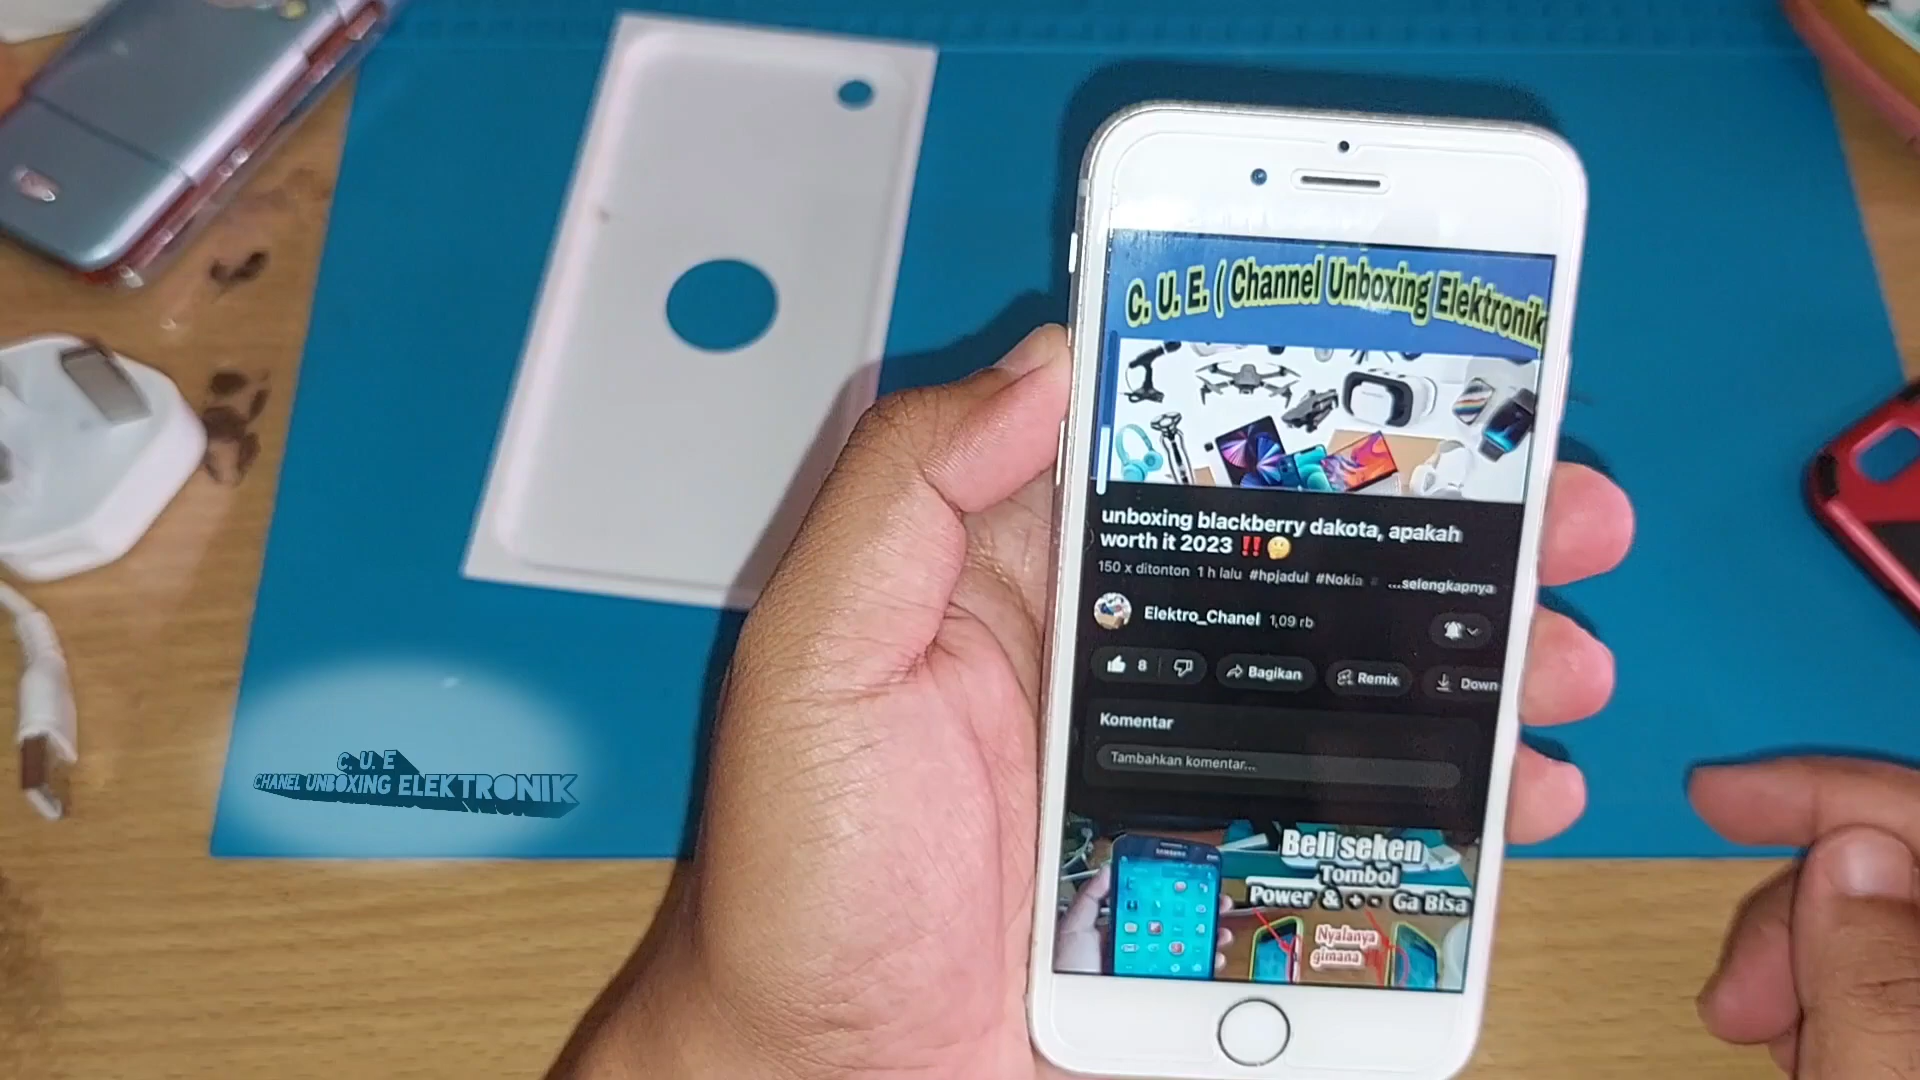 C. U. E. ( Channel Unboxing Elektronik
unboxing blackberry dakota, apakah
worth it 2023 ‼️🤔
150 x ditonton 1 h lalu #hpjadul #Nokia # ...selengkapnya
Elektro_Chanel 1,09 rb
8
Bagikan
Remix
Down
Komentar
Tambahkan komentar...
SAMSUNG
Beli seken
Tombol
Power & + - Ga Bisa
Nyalanya
gimana
C. U. E
CHANEL UNBOXING ELEKTRONIK